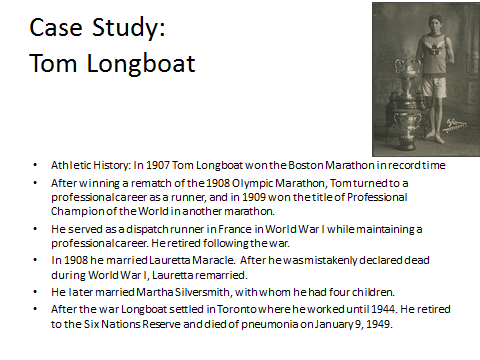 Case Study:
Tom Longboat
• Athletic History: In 1907 Tom Longboat won the Boston Marathon in record time
• After winning a rematch of the 1908 Olympic Marathon, Tom turned to a
professional career as a runner, and in 1909 won the title of Professional
Champion of the World in another marathon.
• He served as a dispatch runner in France in World War I while maintaining a
professional career. He retired following the war.
• In 1908 he married Lauretta Maracle. After he was mistakenly declared dead
during World War I, Lauretta remarried.
• He later married Martha Silversmith, with whom he had four children.
• After the war Longboat settled in Toronto where he worked until 1944. He retired
to the Six Nations Reserve and died of pneumonia on January 9, 1949.